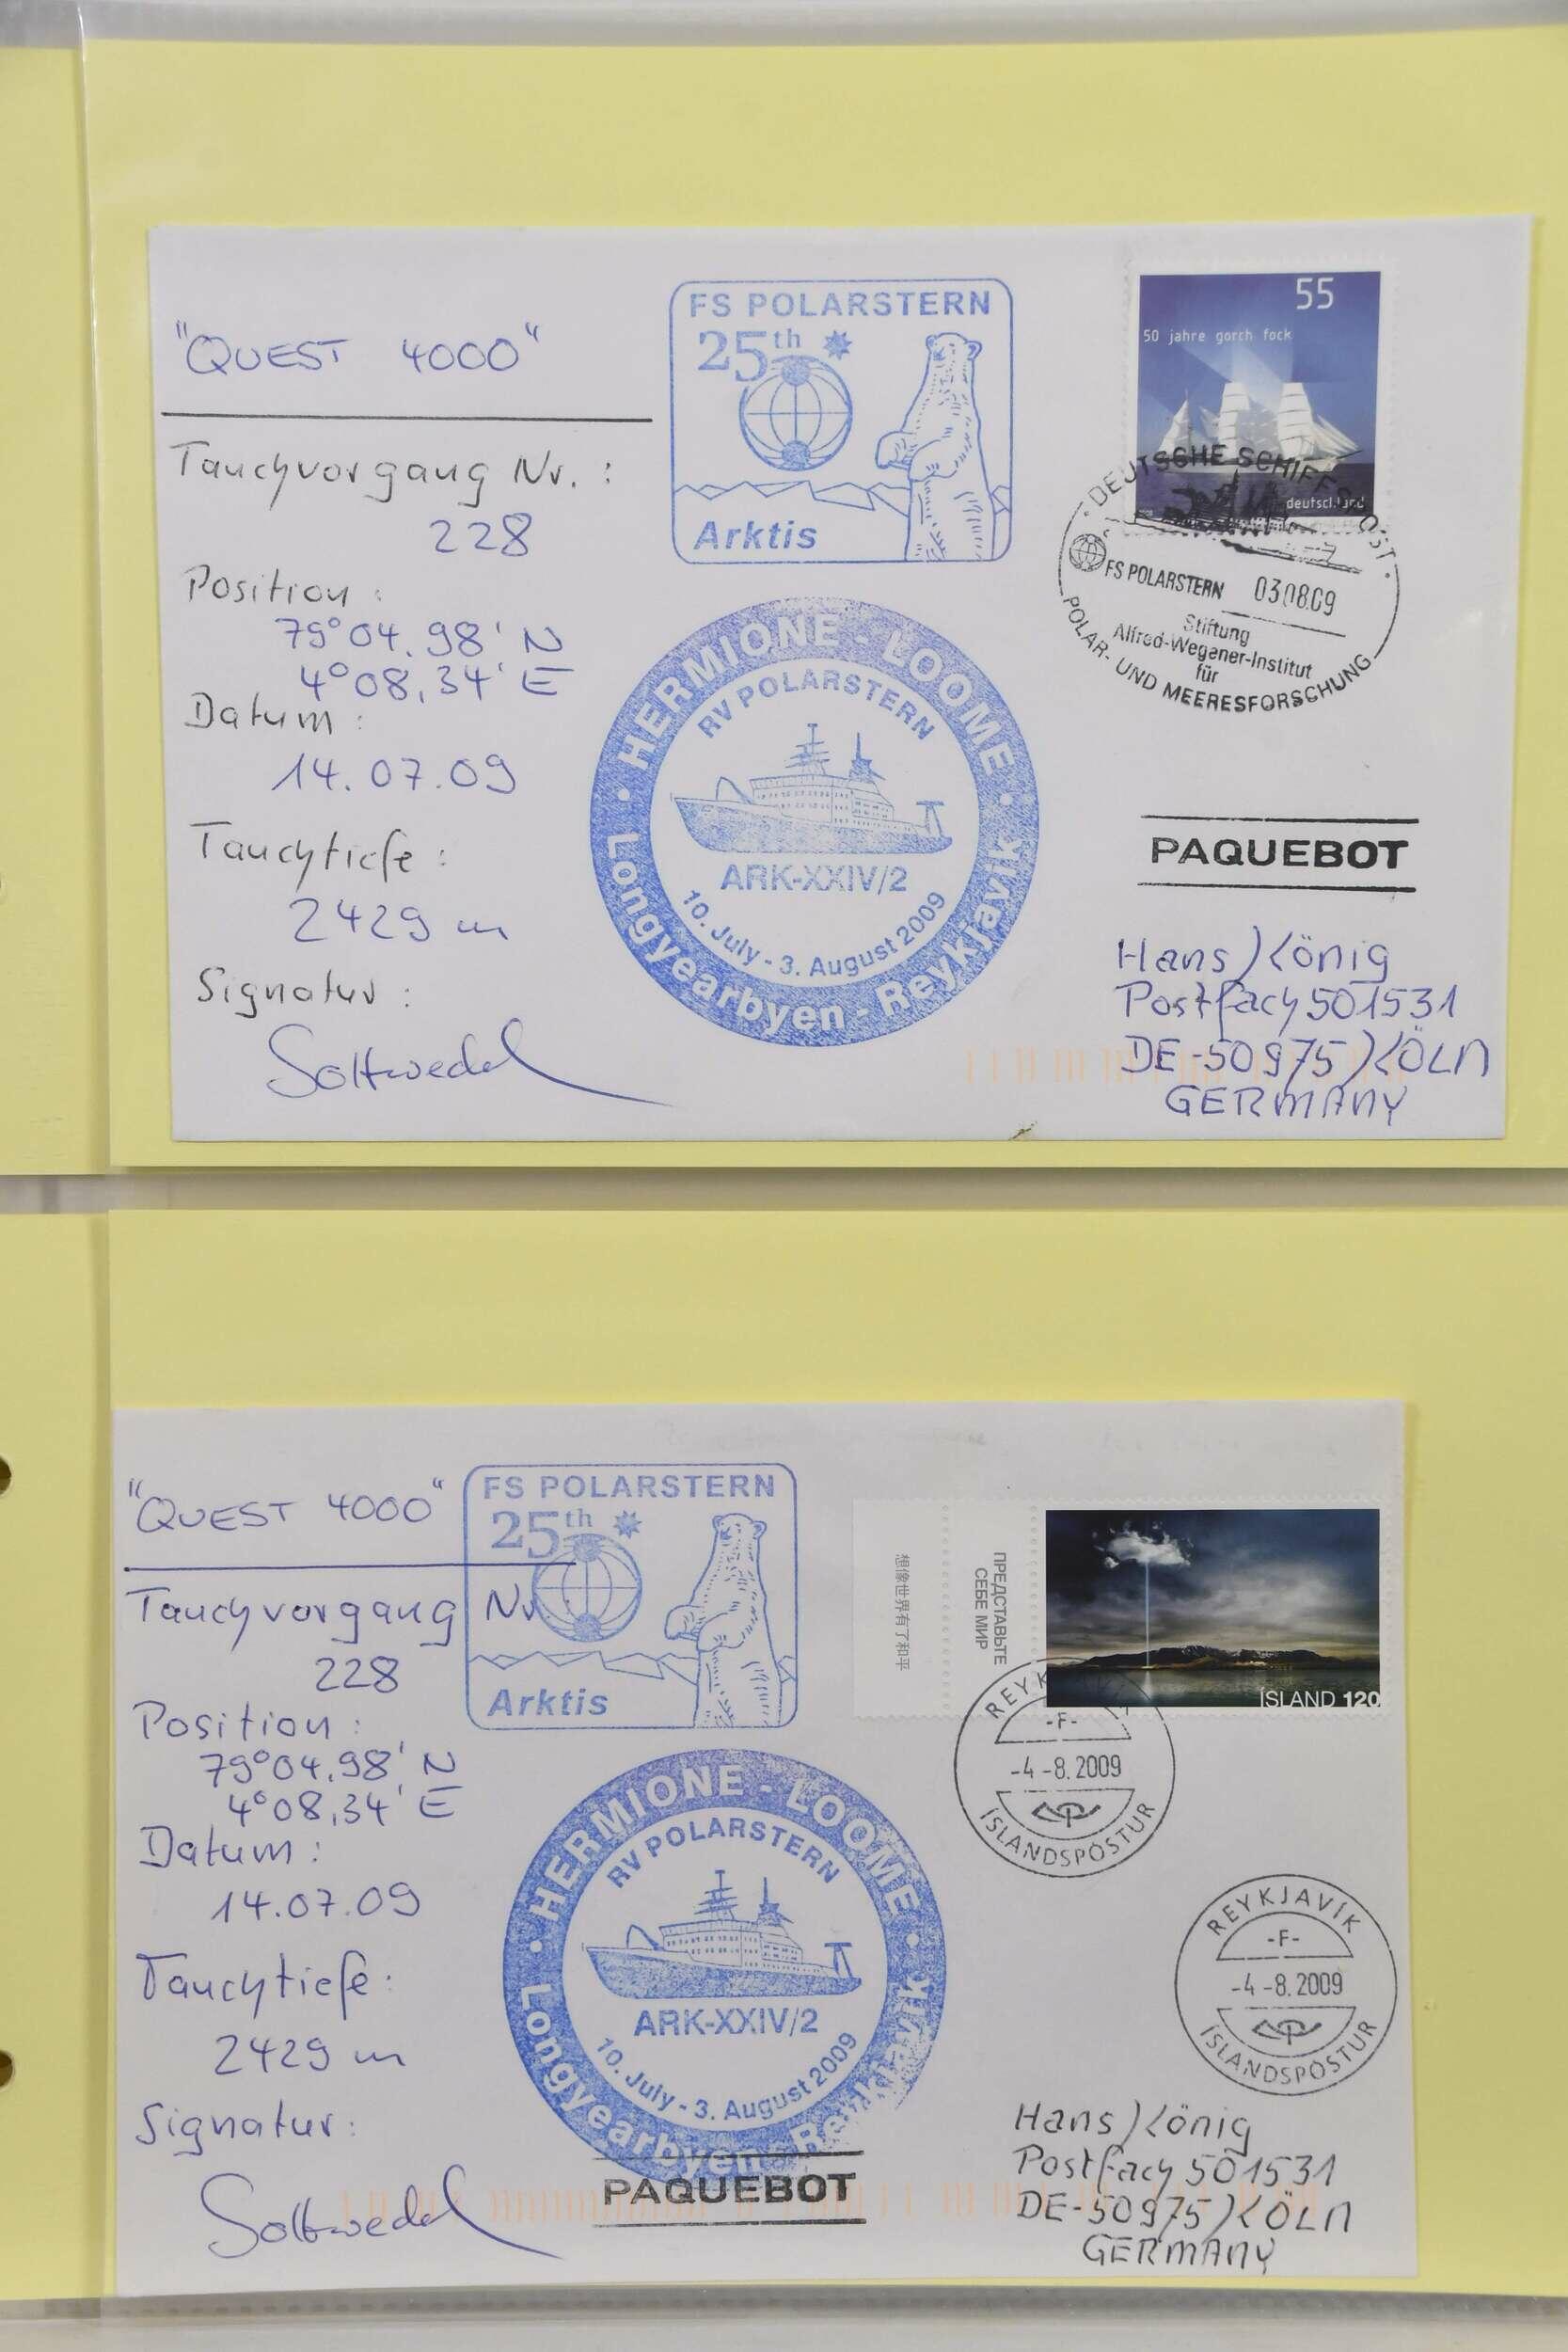 "QUEST 4000"
Tauchvorgang Nr.:
228
Position:
79°04.98' N
4°08,34' E
Datum:
14.07.09
Tauchtiefe:
2429 m
Signatur:
Soltwedel
FS POLARSTERN
25th
Arktis
HERMIONE - LOOME
RV POLARSTERN
ARK-XXIV/2
10. July - 3. August 2009
Longyearbyen - Reykjavik
55
50 jahre gorch fock
deutschland
DEUTSCHE SCHIFFSPOST
FS POLARSTERN 03.08.09
Stiftung
Alfred-Wegener-Institut
für
POLAR- UND MEERESFORSCHUNG
PAQUEBOT
Hans König
Postfach 501531
DE-50975 KÖLN
GERMANY
"QUEST 4000"
Tauchvorgang Nr
228
Position:
79°04.98' N
4°08,34' E
Datum:
14.07.09
Tauchtiefe:
2429 m
Signatur:
Soltwedel
FS POLARSTERN
25th
Arktis
HERMIONE - LOOME
RV POLARSTERN
ARK-XXIV/2
10. July - 3. August 2009
Longyearbyen - Reykjavik
PAQUEBOT
想像世界有了和平
ПРЕДСТАВЬТЕ
СЕБЕ МИР
ÍSLAND 120
REYKJAVÍK
-F-
-4-8.2009
ÍSLANDSPÓSTUR
REYKJAVÍK
-F-
-4-8.2009
ÍSLANDSPÓSTUR
Hans König
Postfach 501531
DE-50975 KÖLN
GERMANY